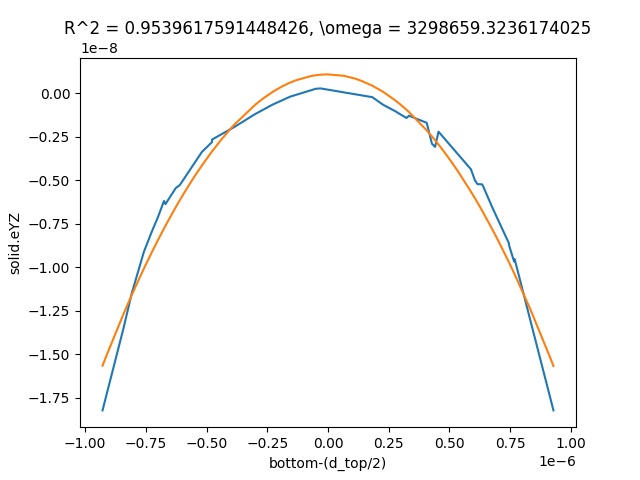 R^2 = 0.9539617591448426, \omega = 3298659.3236174025
1e−8
0.00
−0.25
−0.50
−0.75
−1.00
−1.25
−1.50
−1.75
solid.eYZ
−1.00 −0.75 −0.50 −0.25 0.00 0.25 0.50 0.75 1.00
bottom-(d_top/2) 1e−6